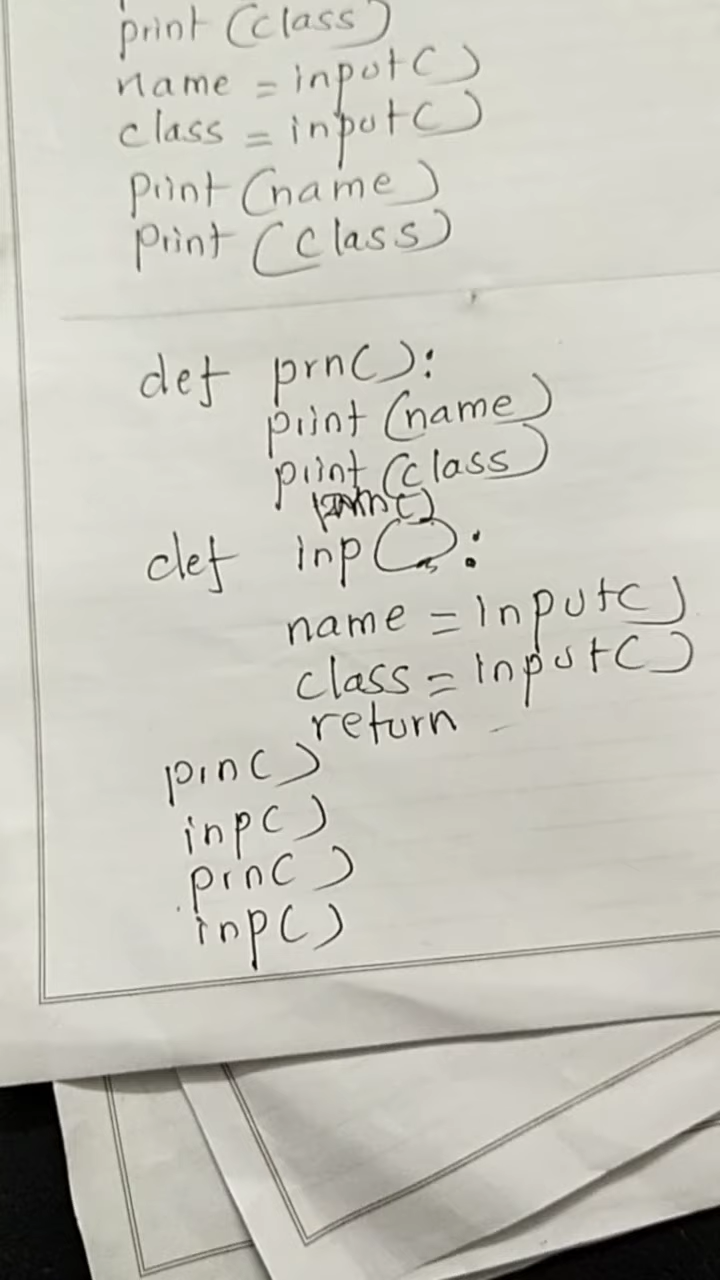 print (class)
name = input()
class = input()
print (name)
print (class)
def prn():
print (name)
print (class)
def inp():
name = input()
class = input()
return
prn()
inp()
prn()
inp()